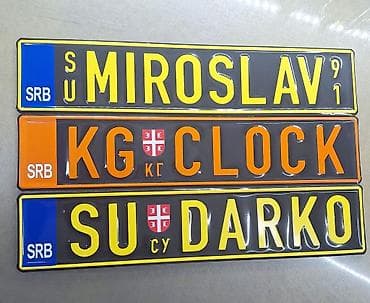 SRB SU MIROSLAV 91
SRB KG КГ CLOCK
SRB SU СУ DARKO